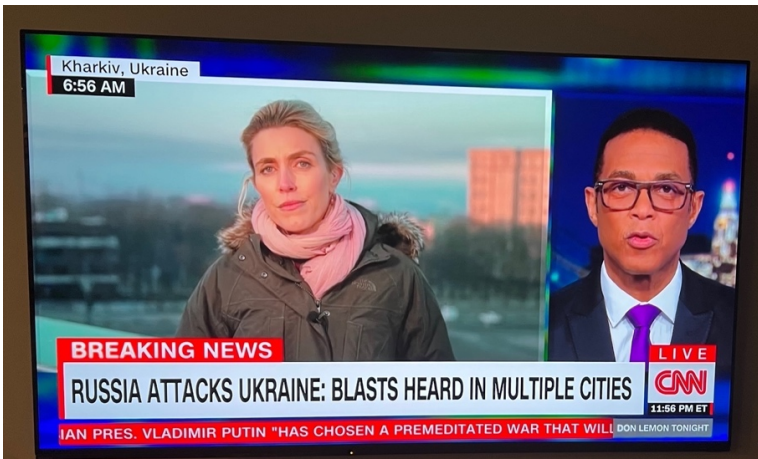 Kharkiv, Ukraine
6:56 AM
BREAKING NEWS
RUSSIA ATTACKS UKRAINE: BLASTS HEARD IN MULTIPLE CITIES
LIVE
CNN
11:56 PM ET
IAN PRES. VLADIMIR PUTIN "HAS CHOSEN A PREMEDITATED WAR THAT WILL
DON LEMON TONIGHT